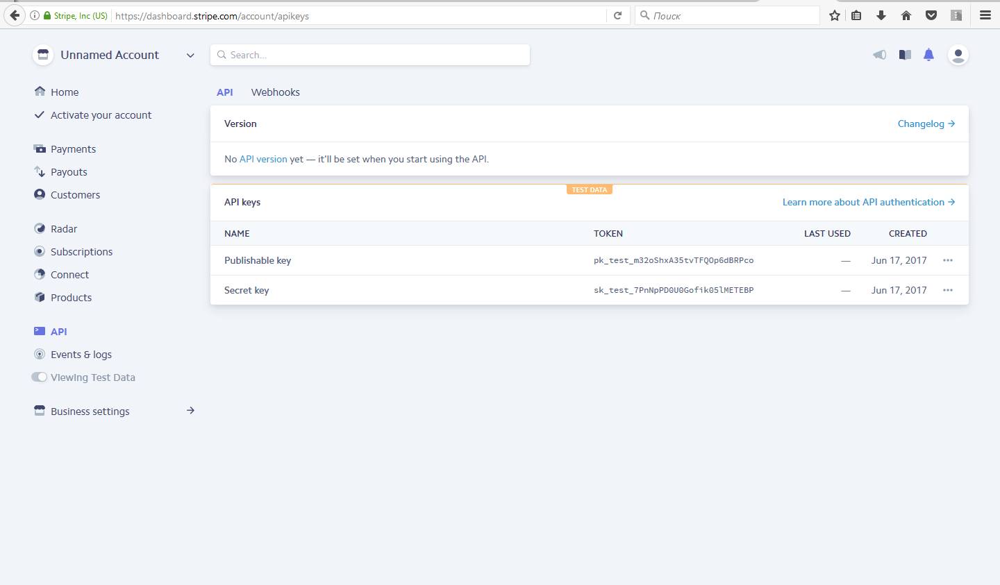 Stripe, Inc (US) https://dashboard.stripe.com/account/apikeys Поиск
Unnamed Account Search...
Home
Activate your account
Payments
Payouts
Customers
Radar
Subscriptions
Connect
Products
API
Events & logs
Viewing Test Data
Business settings
API Webhooks
Version Changelog →
No API version yet — it'll be set when you start using the API.
TEST DATA
API keys Learn more about API authentication →
NAME TOKEN LAST USED CREATED
Publishable key pk_test_m32oShxA35tvTFQOp6dBRPco — Jun 17, 2017
Secret key sk_test_7PnNpPD0U0Gofik05lMETEBP — Jun 17, 2017